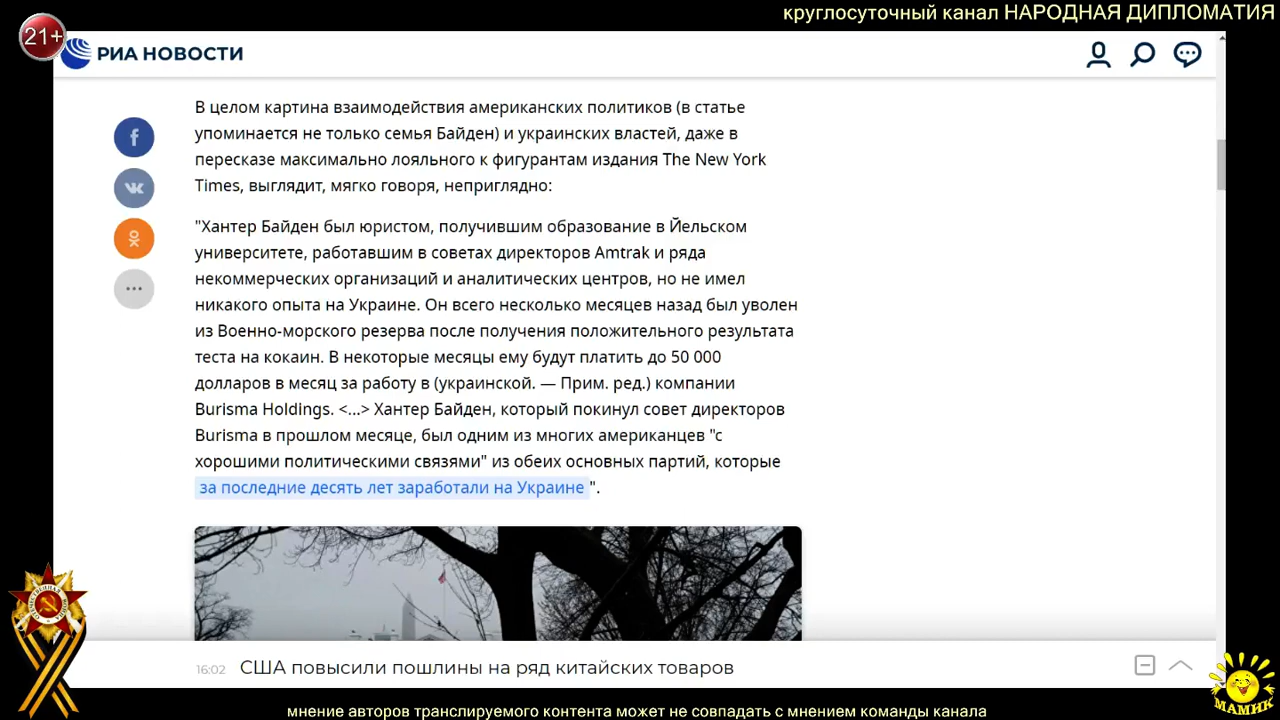 круглосуточный канал НАРОДНАЯ ДИПЛОМАТИЯ
21+
РИА НОВОСТИ
В целом картина взаимодействия американских политиков (в статье
упоминается не только семья Байден) и украинских властей, даже в
пересказе максимально лояльного к фигурантам издания The New York
Times, выглядит, мягко говоря, неприглядно:
"Хантер Байден был юристом, получившим образование в Йельском
университете, работавшим в советах директоров Amtrak и ряда
некоммерческих организаций и аналитических центров, но не имел
никакого опыта на Украине. Он всего несколько месяцев назад был уволен
из Военно-морского резерва после получения положительного результата
теста на кокаин. В некоторые месяцы ему будут платить до 50 000
долларов в месяц за работу в (украинской. — Прим. ред.) компании
Burisma Holdings. <...> Хантер Байден, который покинул совет директоров
Burisma в прошлом месяце, был одним из многих американцев "с
хорошими политическими связями" из обеих основных партий, которые
за последние десять лет заработали на Украине ".
16:02 США повысили пошлины на ряд китайских товаров
ОТЕЧЕСТВЕННАЯ ВОЙНА
МАМИК
мнение авторов транслируемого контента может не совпадать с мнением команды канала